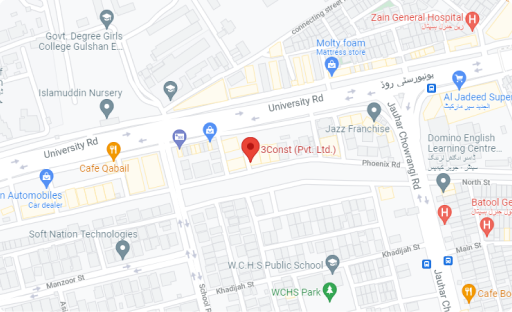 connecting street
Zain General Hospital
زین جنرل ہسپتال
Govt. Degree Girls
College Gulshan E...
Molty foam
Mattress store
یونیورسٹی روڈ
Al Jadeed Super
الجدید سپر مارکیٹ
Islamuddin Nursery
University Rd
Jauhar Chowrangi Rd
Jazz Franchise
University Rd
3Const (Pvt. Ltd.)
Domino English
Learning Centre...
Cafe Qabail
Phoenix Rd
North St
n Automobiles
Car dealer
Batool Ge
Soft Nation Technologies
Khadijah St
Main St
W.C.H.S Public School
Manzoor St
School R
Khadijah St
WCHS Park
Jauhar Cho
Cafe Bo